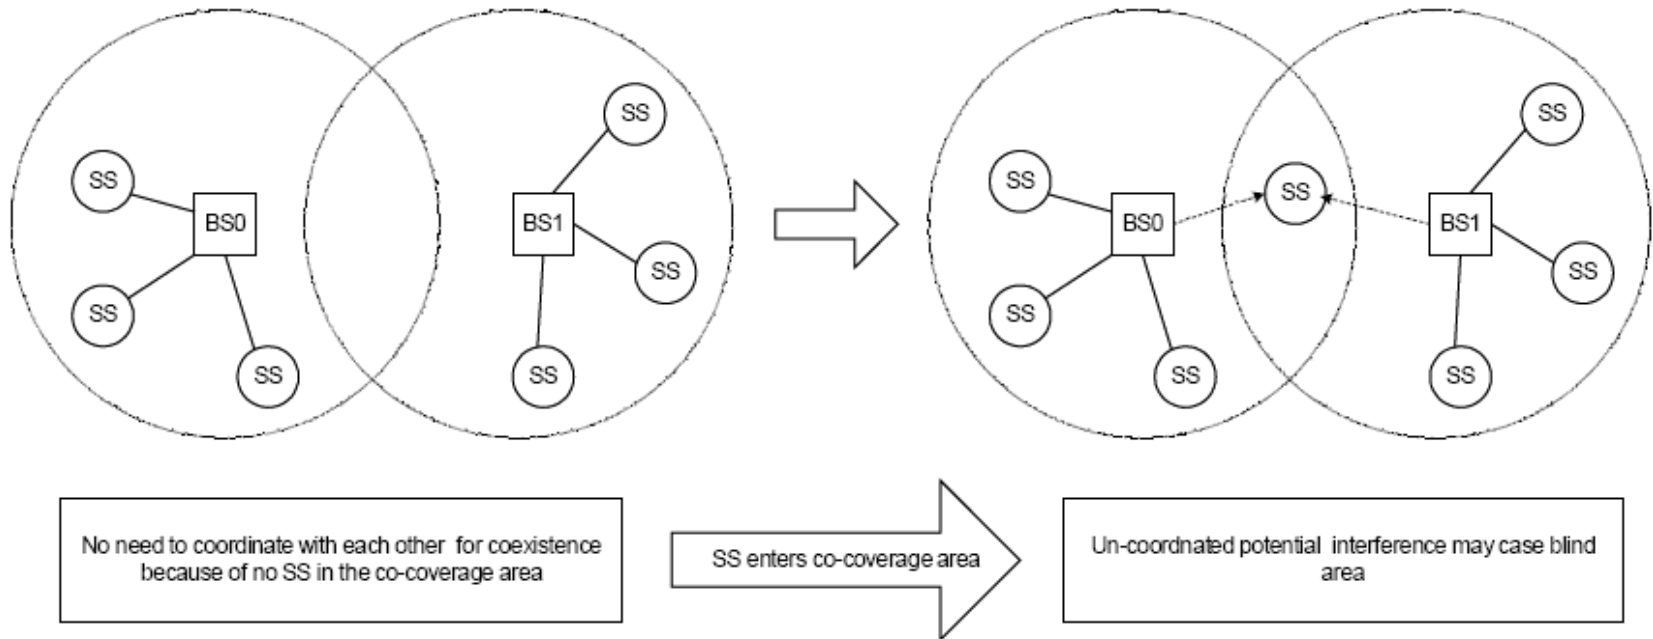 SS
SS
SS
BS0
BS1
SS
SS
SS
SS
SS
SS
SS
BS0
BS1
SS
SS
SS
SS
No need to coordinate with each other for coexistence
because of no SS in the co-coverage area
SS enters co-coverage area
Un-coordnated potential interference may case blind
area